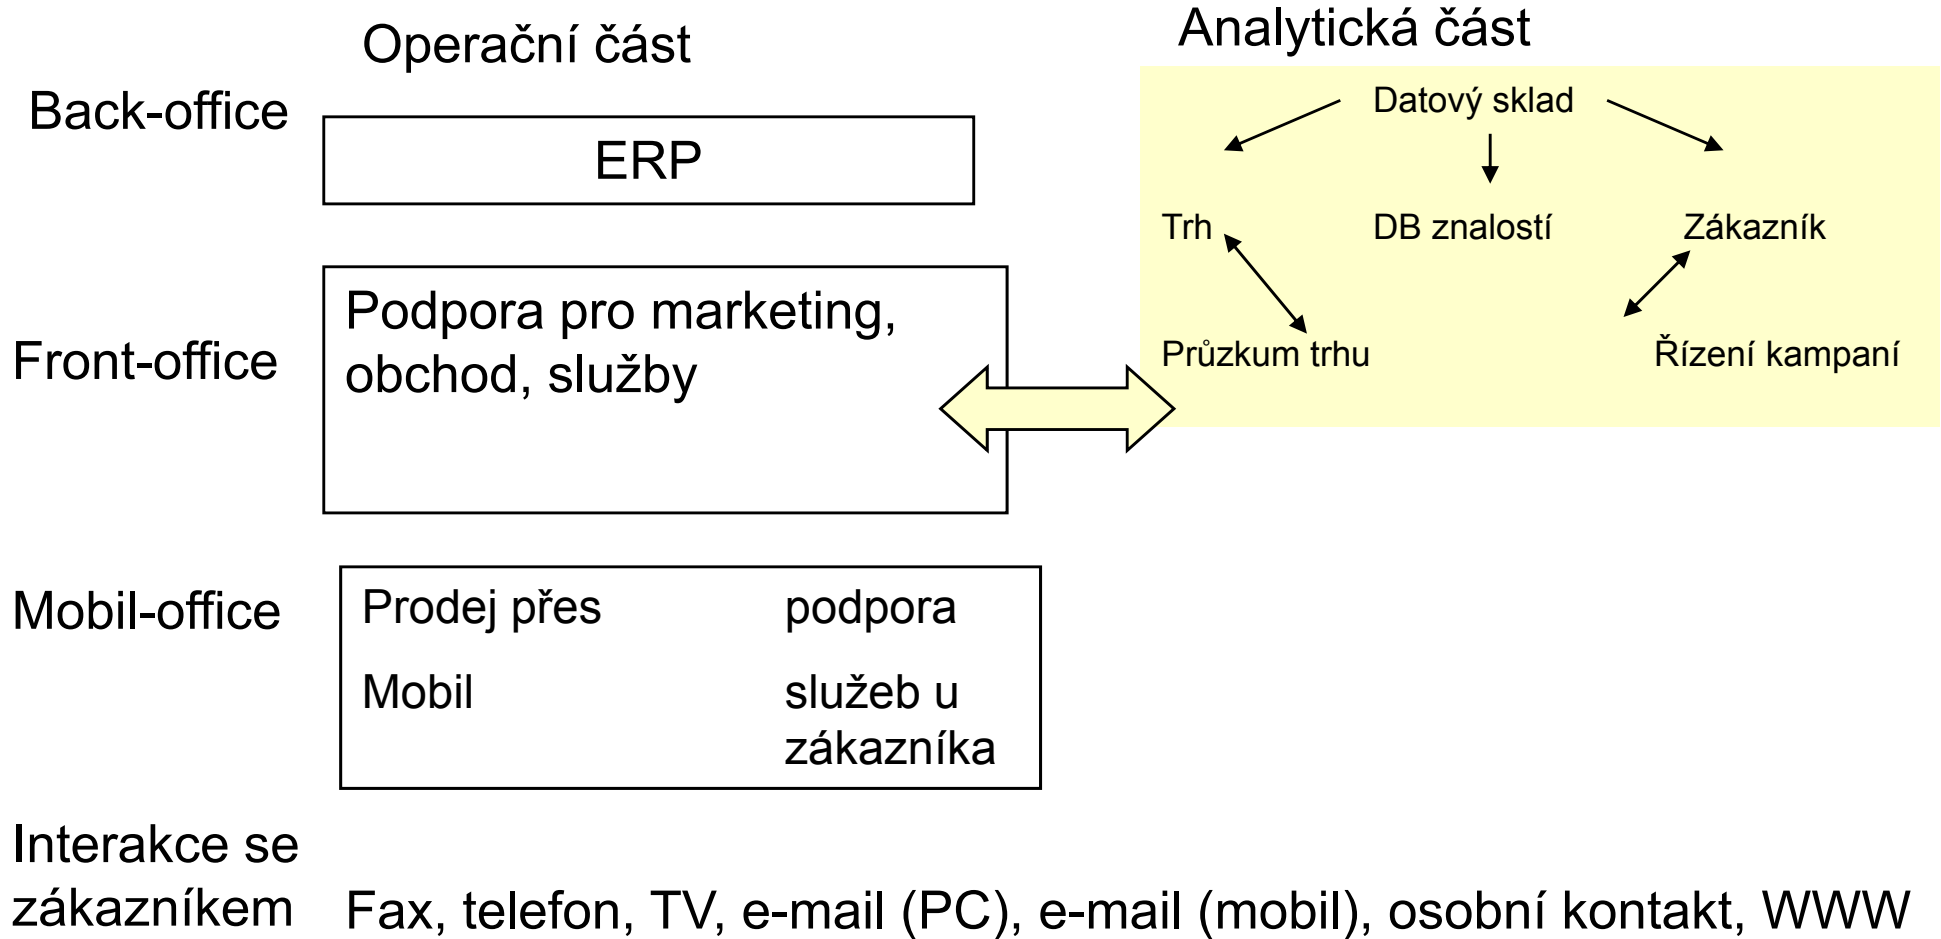 Operační část
Analytická část
Back-office
ERP
Datový sklad
Trh
DB znalostí
Zákazník
Front-office
Podpora pro marketing,
obchod, služby
Průzkum trhu
Řízení kampaní
Mobil-office
Prodej přes
podpora
Mobil
služeb u
zákazníka
Interakce se
zákazníkem
Fax, telefon, TV, e-mail (PC), e-mail (mobil), osobní kontakt, WWW